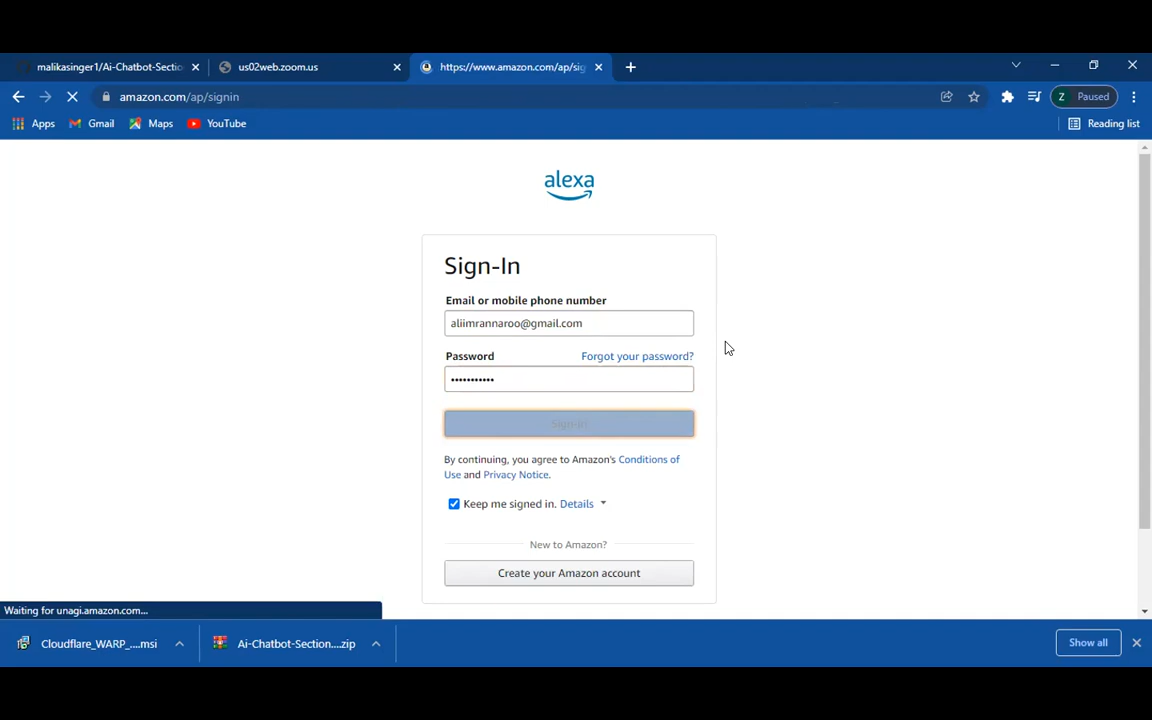 malikasinger1/Ai-Chatbot-Sectio
us02web.zoom.us
https://www.amazon.com/ap/sig
amazon.com/ap/signin
Z
Paused
Apps
Gmail
Maps
YouTube
Reading list
alexa
Sign-In
Email or mobile phone number
aliimrannaroo@gmail.com
Password
Forgot your password?
•••••••••••
Sign-In
By continuing, you agree to Amazon's Conditions of
Use and Privacy Notice.
Keep me signed in. Details
New to Amazon?
Create your Amazon account
Waiting for unagi.amazon.com...
Cloudflare_WARP_....msi
Ai-Chatbot-Section....zip
Show all